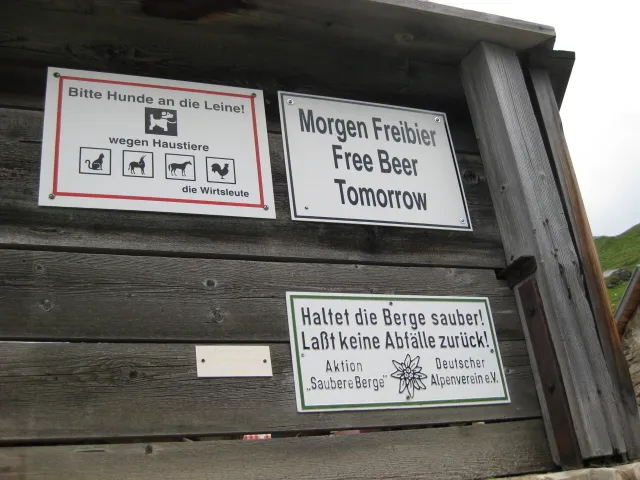 Bitte Hunde an die Leine!
wegen Haustiere
die Wirtsleute
Morgen Freibier
Free Beer
Tomorrow
Haltet die Berge sauber!
Laßt keine Abfälle zurück!
Aktion
"Saubere Berge"
Deutscher
Alpenverein e.V.